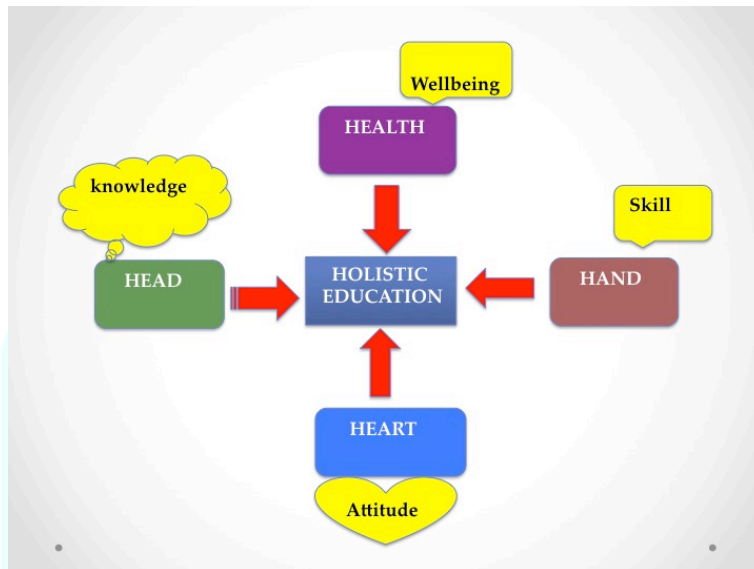 Wellbeing
HEALTH
knowledge
Skill
HEAD
HOLISTIC
EDUCATION
HAND
HEART
Attitude